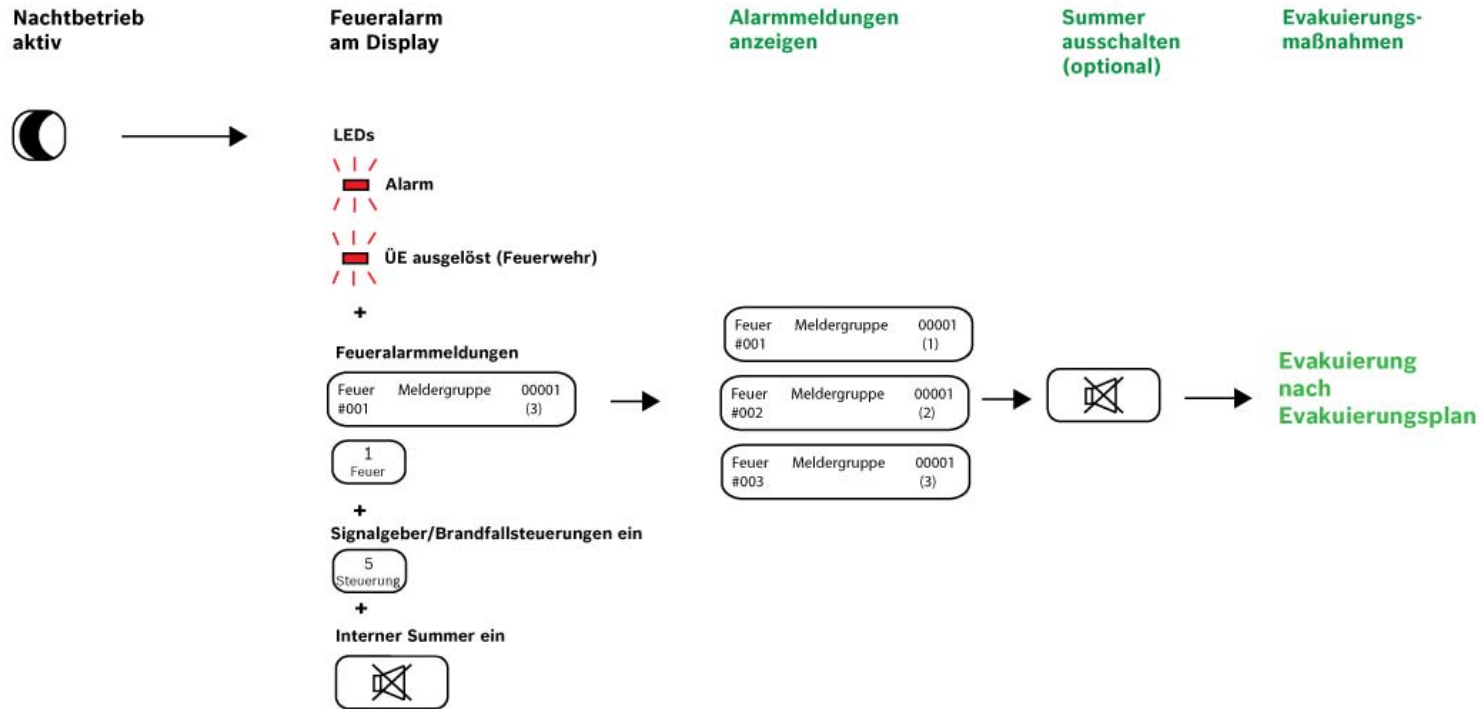 Nachtbetrieb
aktiv
Feueralarm
am Display
Alarmmeldungen
anzeigen
Summer
ausschalten
(optional)
Evakuierungs-
maßnahmen
LEDs
Alarm
ÜE ausgelöst (Feuerwehr)
+
Feueralarmmeldungen
Feuer Meldergruppe 00001
#001 (3)
1
Feuer
+
Signalgeber/Brandfallsteuerungen ein
5
Steuerung
+
Interner Summer ein
Feuer Meldergruppe 00001
#001 (1)
Feuer Meldergruppe 00001
#002 (2)
Feuer Meldergruppe 00001
#003 (3)
Evakuierung
nach
Evakuierungsplan